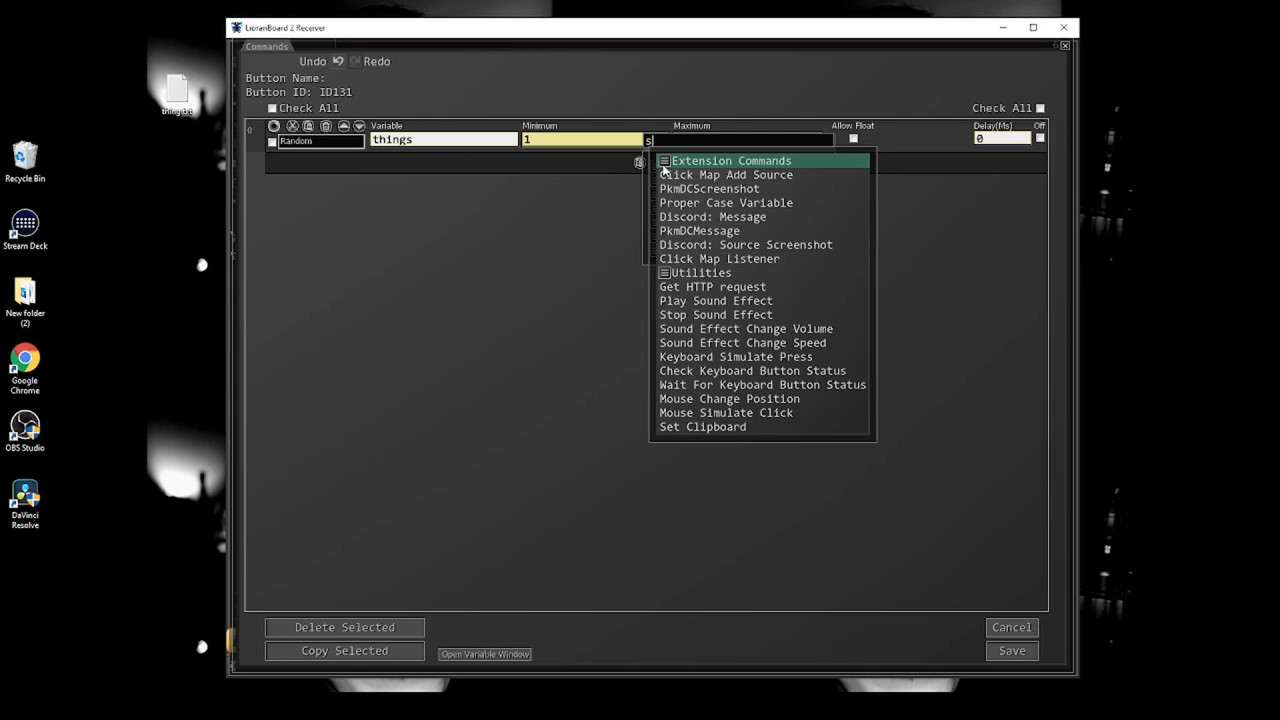 LioranBoard 2 Receiver
Commands
Undo Redo
Button Name:
Button ID: ID131
Check All
Check All
0
Variable Minimum Maximum Allow Float Delay(Ms) Off
Random things 1 s 0
Extension Commands
Click Map Add Source
PkmDCScreenshot
Proper Case Variable
Discord: Message
PkmDCMessage
Discord: Source Screenshot
Click Map Listener
Utilities
Get HTTP request
Play Sound Effect
Stop Sound Effect
Sound Effect Change Volume
Sound Effect Change Speed
Keyboard Simulate Press
Check Keyboard Button Status
Wait For Keyboard Button Status
Mouse Change Position
Mouse Simulate Click
Set Clipboard
Delete Selected
Copy Selected
Open Variable Window
Cancel
Save
thing.txt
Recycle Bin
Stream Deck
New folder
(2)
Google
Chrome
OBS Studio
DaVinci
Resolve